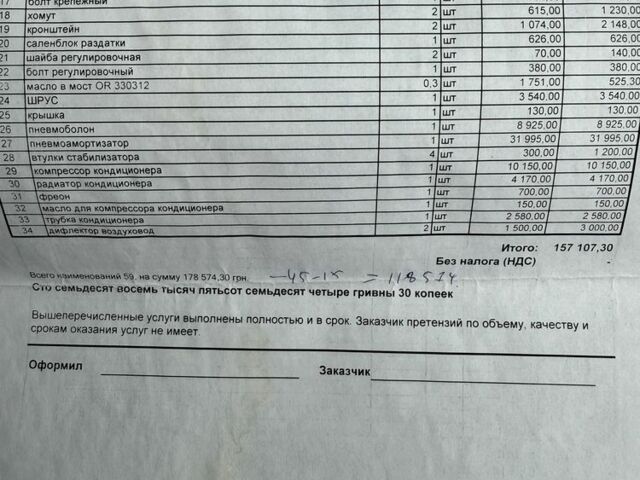 17 болт крепежный
18 хомут 2 шт 615,00 1 230,00
19 кронштейн 2 шт 1 074,00 2 148,00
20 саленблок раздатки 1 шт 626,00 626,00
21 шайба регулировочная 2 шт 70,00 140,00
22 болт регулировочный 1 шт 380,00 380,00
23 масло в мост OR 330312 0,3 шт 1 751,00 525,30
24 ШРУС 1 шт 3 540,00 3 540,00
25 крышка 1 шт 130,00 130,00
26 пневмоболон 1 шт 8 925,00 8 925,00
27 пневмоамортизатор 1 шт 31 995,00 31 995,00
28 втулки стабилизатора 4 шт 300,00 1 200,00
29 компрессор кондиционера 1 шт 10 150,00 10 150,00
30 радиатор кондиционера 1 шт 4 170,00 4 170,00
31 фреон 1 шт 700,00 700,00
32 масло для компрессора кондиционера 1 шт 150,00 150,00
33 трубка кондиционера 1 шт 2 580,00 2 580,00
34 дифлектор воздуховод 2 шт 1 500,00 3 000,00
Итого: 157 107,30
Без налога (НДС) -
Всего наименований 59, на сумму 178 574,30 грн. = 118574
Сто семьдесят восемь тысяч пятьсот семьдесят четыре гривны 30 копеек
Вышеперечисленные услуги выполнены полностью и в срок. Заказчик претензий по объему, качеству и
срокам оказания услуг не имеет.
Оформил Заказчик